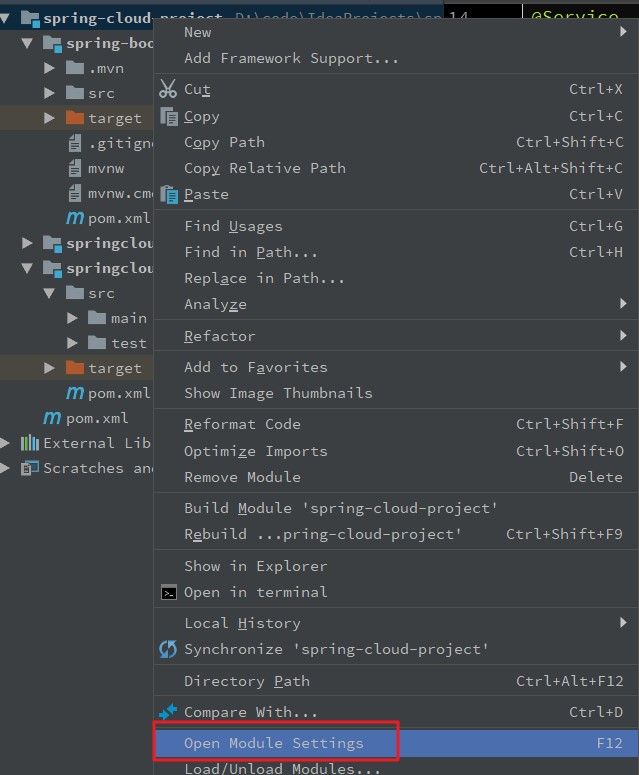 spring-cloud-project D:\code\IdeaProjects\sp 14 @Service
spring-boo
.mvn
src
target
.gitigno
mvnw
mvnw.cmd
pom.xml
springclou
springclou
src
main
test
target
pom.xml
pom.xml
External Lib
Scratches and
New
Add Framework Support...
Cut Ctrl+X
Copy Ctrl+C
Copy Path Ctrl+Shift+C
Copy Relative Path Ctrl+Alt+Shift+C
Paste Ctrl+V
Find Usages Ctrl+G
Find in Path... Ctrl+H
Replace in Path...
Analyze
Refactor
Add to Favorites
Show Image Thumbnails
Reformat Code Ctrl+Shift+F
Optimize Imports Ctrl+Shift+O
Remove Module Delete
Build Module 'spring-cloud-project'
Rebuild ...pring-cloud-project' Ctrl+Shift+F9
Show in Explorer
Open in terminal
Local History
Synchronize 'spring-cloud-project'
Directory Path Ctrl+Alt+F12
Compare With... Ctrl+D
Open Module Settings F12
Load/Unload Modules...